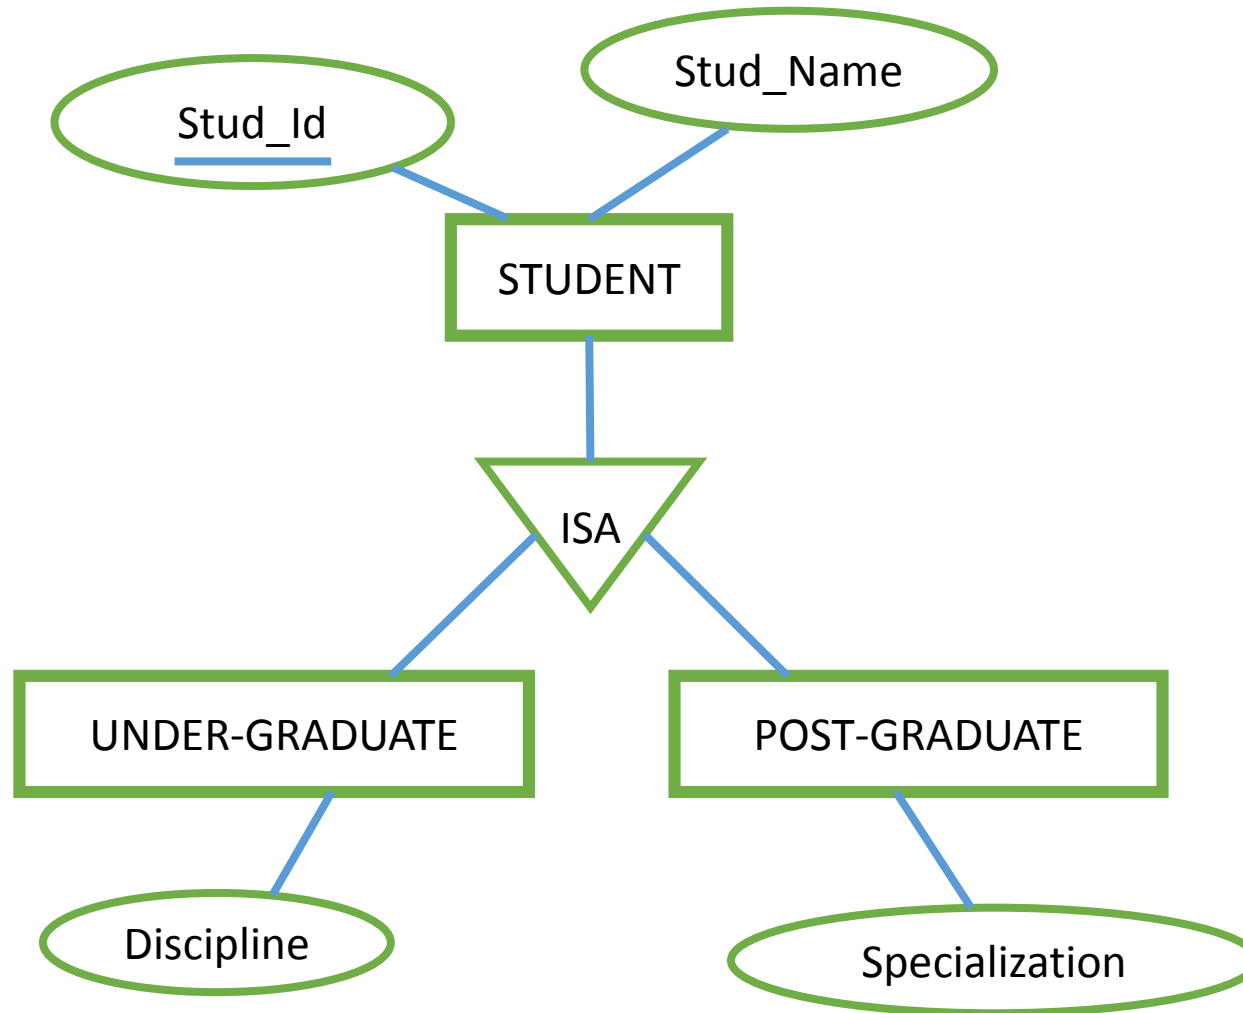 Stud_Name
Stud_Id
STUDENT
ISA
UNDER-GRADUATE
POST-GRADUATE
Discipline
Specialization